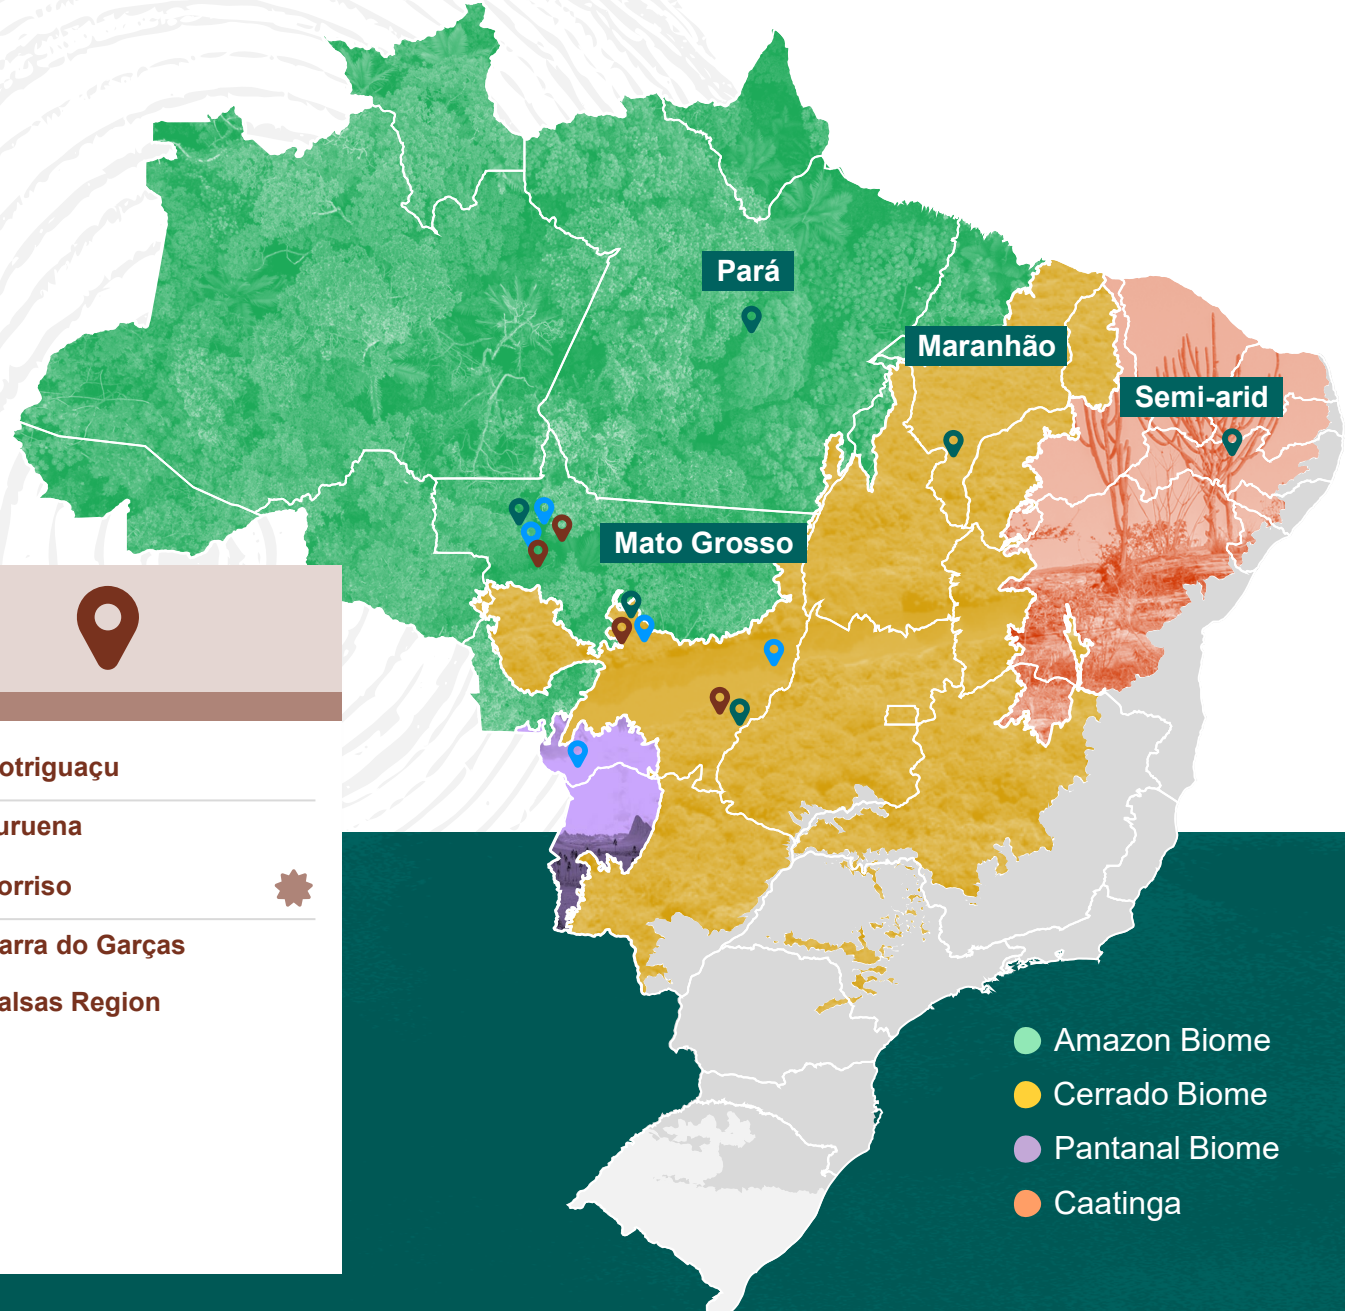 Pará
Maranhão
Semi-arid
Mato Grosso
otriguaçu
uruena
orriso
arra do Garças
alsas Region
Amazon Biome
Cerrado Biome
Pantanal Biome
Caatinga